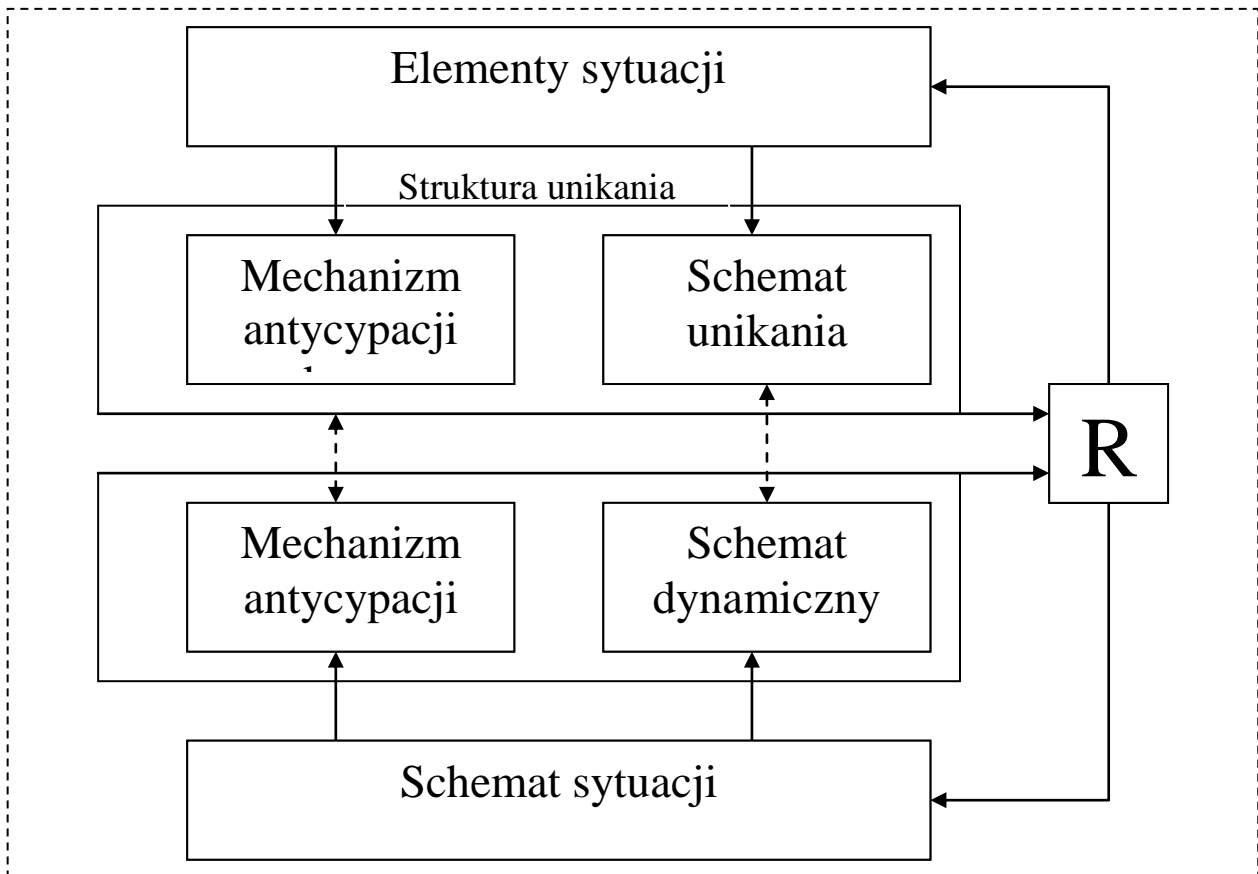 Elementy sytuacji
Struktura unikania
Mechanizm
antycypacji
Schemat
unikania
R
Mechanizm
antycypacji
Schemat
dynamiczny
Schemat sytuacji